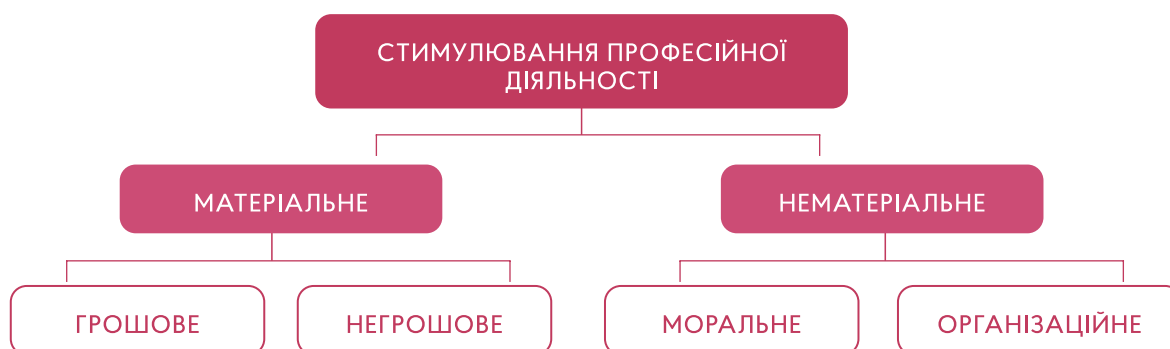 СТИМУЛЮВАННЯ ПРОФЕСІЙНОЇ
ДІЯЛЬНОСТІ
МАТЕРІАЛЬНЕ
НЕМАТЕРІАЛЬНЕ
ГРОШОВЕ
НЕГРОШОВЕ
МОРАЛЬНЕ
ОРГАНІЗАЦІЙНЕ